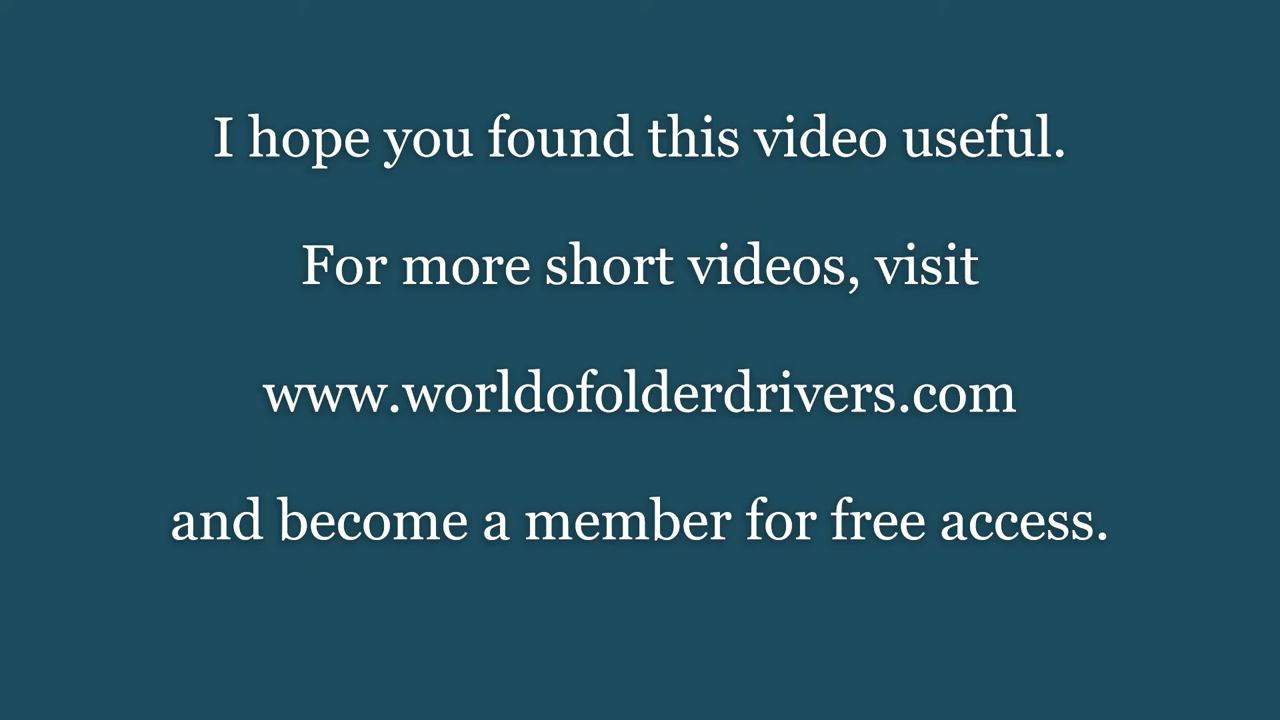 I hope you found this video useful.
For more short videos, visit
www.worldofolderdrivers.com
and become a member for free access.